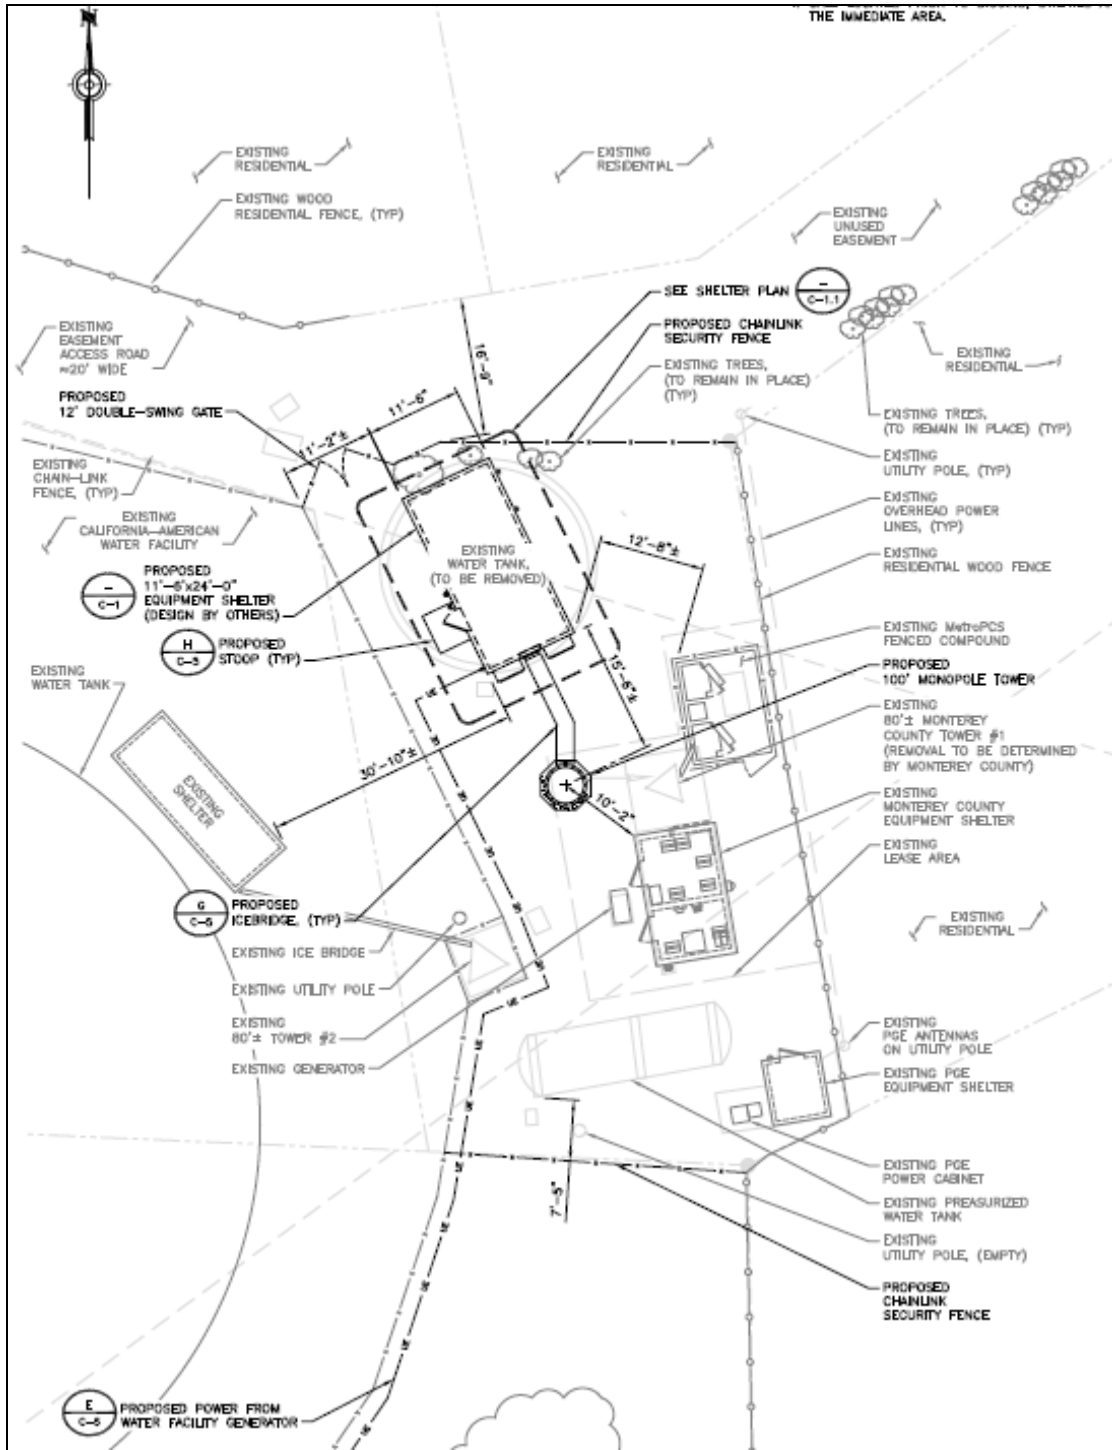 THE IMMEDIATE AREA.
N
EXISTING
RESIDENTIAL
EXISTING
RESIDENTIAL
EXISTING WOOD
RESIDENTIAL FENCE, (TYP)
EXISTING
UNUSED
EASEMENT
SEE SHELTER PLAN
–
C-1.1
PROPOSED CHAINLINK
SECURITY FENCE
EXISTING
EASEMENT
ACCESS ROAD
≈20' WIDE
16'-9"
EXISTING TREES,
(TO REMAIN IN PLACE)
(TYP)
EXISTING
RESIDENTIAL
PROPOSED
12' DOUBLE-SWING GATE
11'-6"
11'-2"±
EXISTING TREES,
(TO REMAIN IN PLACE) (TYP)
EXISTING
UTILITY POLE, (TYP)
EXISTING
CHAIN-LINK
FENCE, (TYP)
EXISTING
OVERHEAD POWER
LINES, (TYP)
EXISTING
CALIFORNIA-AMERICAN
WATER FACILITY
12'-8"±
EXISTING
WATER TANK,
(TO BE REMOVED)
EXISTING
RESIDENTIAL WOOD FENCE
–
C-1
PROPOSED
11'-6"x24'-0"
EQUIPMENT SHELTER
(DESIGN BY OTHERS)
EXISTING MetroPCS
FENCED COMPOUND
H
C-5
PROPOSED
STOOP (TYP)
PROPOSED
100' MONOPOLE TOWER
15'-6"±
EXISTING
WATER TANK
EXISTING
80'± MONTEREY
COUNTY TOWER #1
(REMOVAL TO BE DETERMINED
BY MONTEREY COUNTY)
30'-10"±
EXISTING
SHELTER
10'-2"
EXISTING
MONTEREY COUNTY
EQUIPMENT SHELTER
EXISTING
LEASE AREA
G
C-5
PROPOSED
ICEBRIDGE, (TYP)
EXISTING
RESIDENTIAL
EXISTING ICE BRIDGE
EXISTING UTILITY POLE
EXISTING
80'± TOWER #2
EXISTING GENERATOR
EXISTING
PGE ANTENNAS
ON UTILITY POLE
EXISTING PGE
EQUIPMENT SHELTER
7'-5"
EXISTING PGE
POWER CABINET
EXISTING PREASURIZED
WATER TANK
EXISTING
UTILITY POLE, (EMPTY)
PROPOSED
CHAINLINK
SECURITY FENCE
E
C-5
PROPOSED POWER FROM
WATER FACILITY GENERATOR